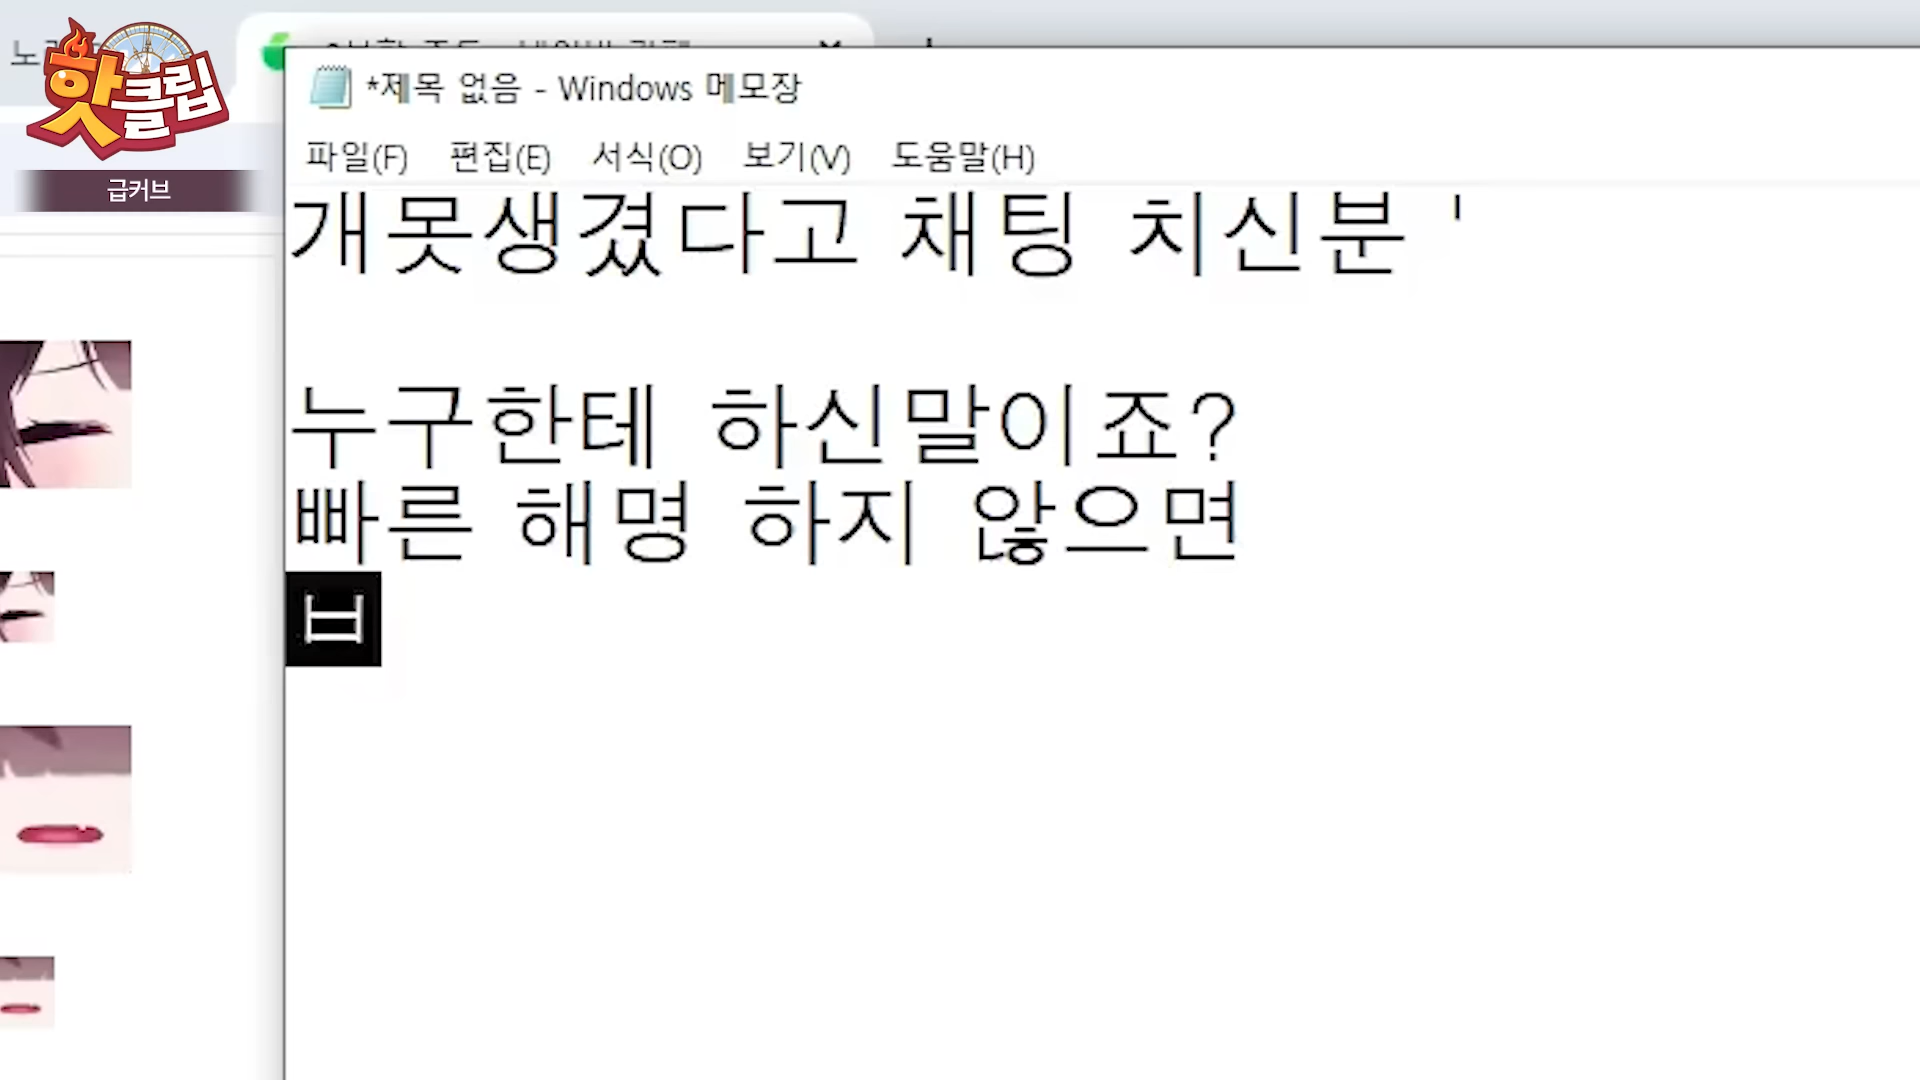 핫클립
급커브
*제목 없음 - Windows 메모장
파일(F) 편집(E) 서식(O) 보기(V) 도움말(H)
개못생겼다고 채팅 치신분 '
누구한테 하신말이죠?
빠른 해명 하지 않으면
ㅂ